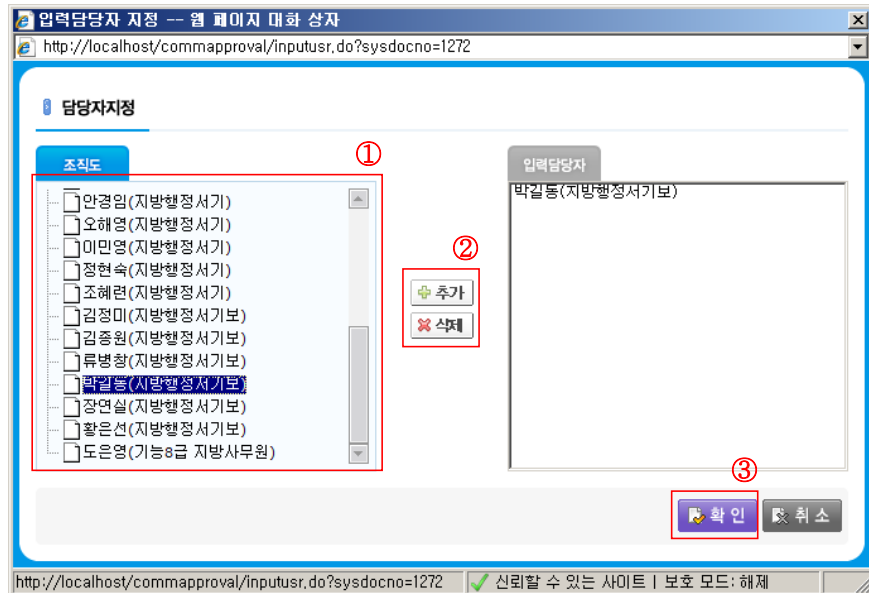 입력담당자 지정 -- 웹 페이지 대화 상자
http://localhost/commapproval/inputusr.do?sysdocno=1272
담당자지정
조직도
①
입력담당자
안경임(지방행정서기)
오해영(지방행정서기)
이민영(지방행정서기)
정현숙(지방행정서기)
조혜련(지방행정서기)
김정미(지방행정서기보)
김종원(지방행정서기보)
류병창(지방행정서기보)
박길동(지방행정서기보)
장연실(지방행정서기보)
황은선(지방행정서기보)
도은영(기능8급 지방사무원)
②
추가
삭제
박길동(지방행정서기보)
③
확 인
취 소
http://localhost/commapproval/inputusr.do?sysdocno=1272
신뢰할 수 있는 사이트 | 보호 모드: 해제